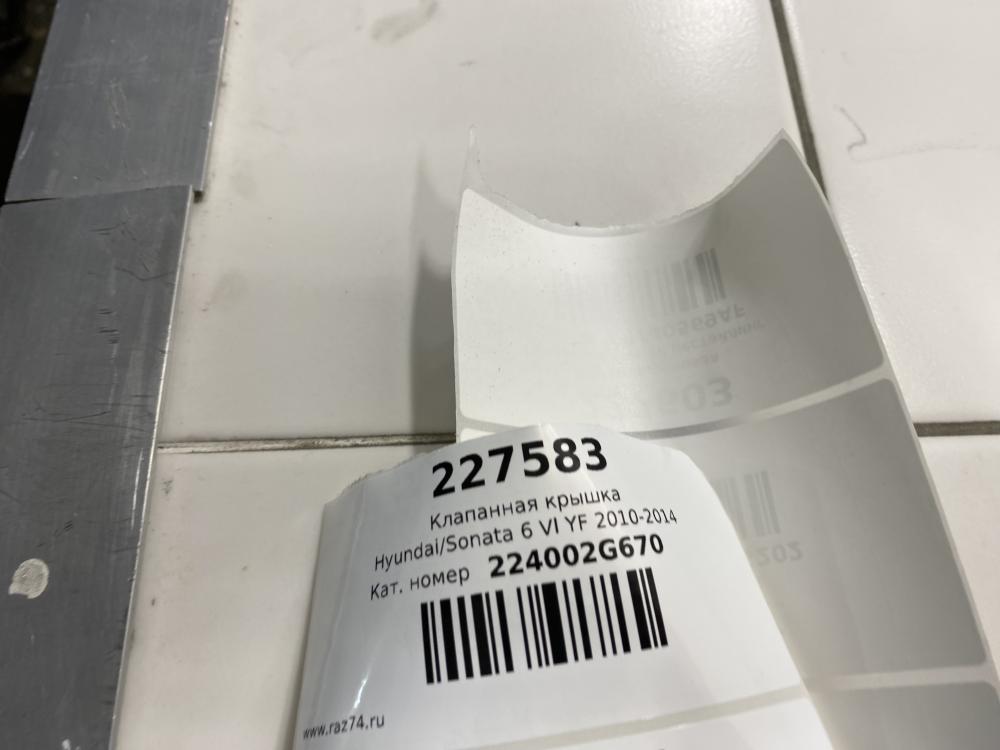 227583
Клапанная крышка
Hyundai/Sonata 6 VI YF 2010-2014
Кат. номер 224002G670
www.raz74.ru